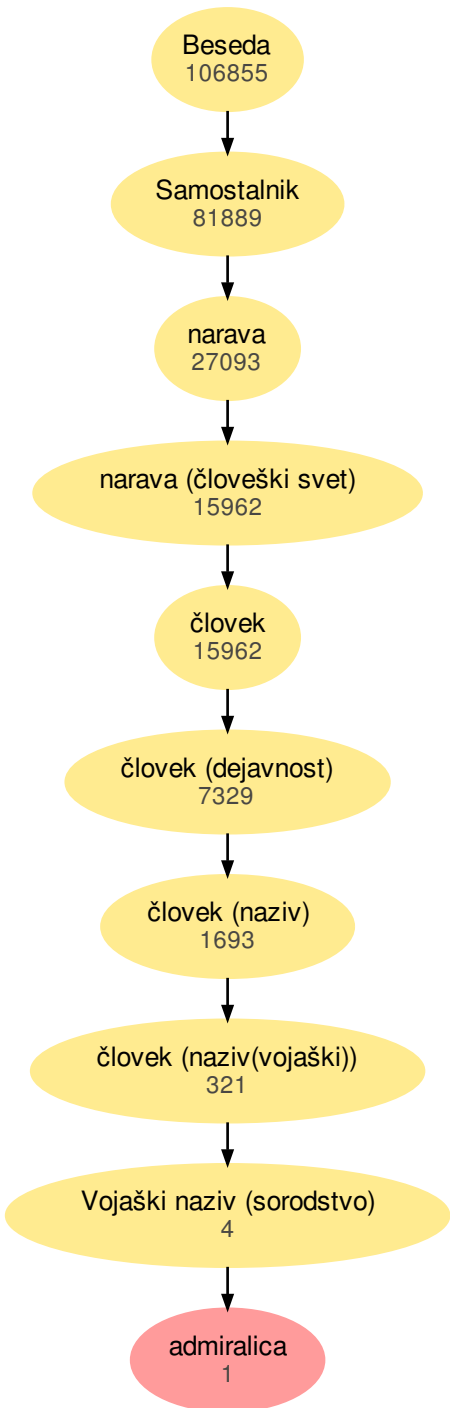 Beseda
106855
Samostalnik
81889
narava
27093
narava (človeški svet)
15962
človek
15962
človek (dejavnost)
7329
človek (naziv)
1693
človek (naziv(vojaški))
321
Vojaški naziv (sorodstvo)
4
admiralica
1